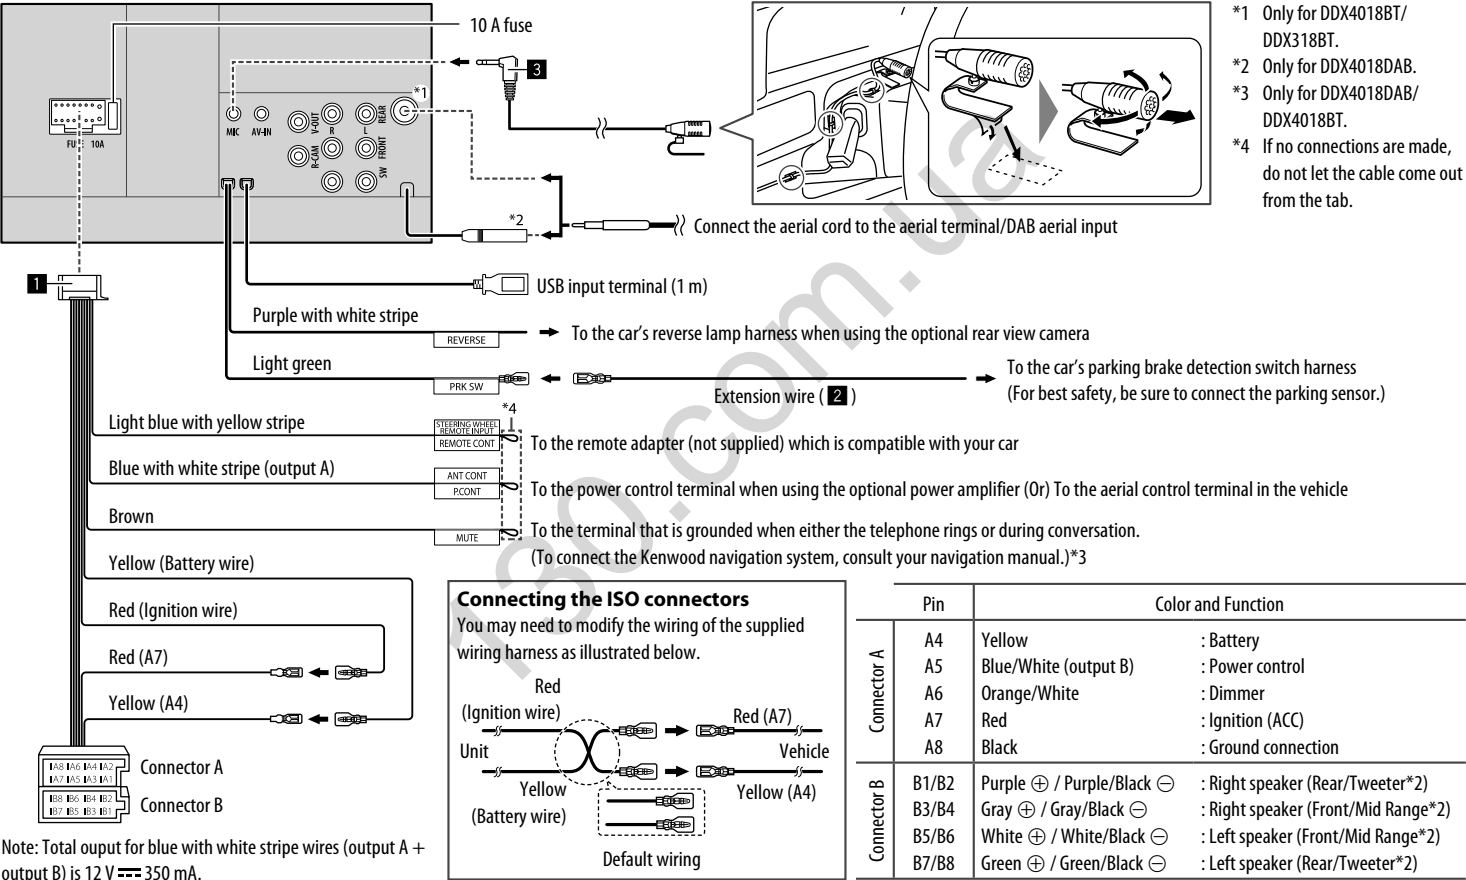 10 A fuse
3
*1
MIC
AV-IN
V-OUT
R-CAM
R
L
REAR
FRONT
SW
10A
*2
Connect the aerial cord to the aerial terminal/DAB aerial input
*1 Only for DDX4018BT/
DDX318BT.
*2 Only for DDX4018DAB.
*3 Only for DDX4018DAB/
DDX4018BT.
*4 If no connections are made,
do not let the cable come out
from the tab.
1
USB input terminal (1 m)
Purple with white stripe
REVERSE
To the car's reverse lamp harness when using the optional rear view camera
Light green
PRK SW
Extension wire ( 2 )
To the car's parking brake detection switch harness
(For best safety, be sure to connect the parking sensor.)
*4
Light blue with yellow stripe
STEERING WHEEL
REMOTE INPUT
REMOTE CONT
To the remote adapter (not supplied) which is compatible with your car
Blue with white stripe (output A)
ANT CONT
P.CONT
To the power control terminal when using the optional power amplifier (Or) To the aerial control terminal in the vehicle
Brown
MUTE
To the terminal that is grounded when either the telephone rings or during conversation.
(To connect the Kenwood navigation system, consult your navigation manual.)*3
Yellow (Battery wire)
Red (Ignition wire)
Red (A7)
Yellow (A4)
A8 A6 A4 A2
A7 A5 A3 A1
Connector A
B8 B6 B4 B2
B7 B5 B3 B1
Connector B
Note: Total ouput for blue with white stripe wires (output A +
output B) is 12 V ⎓ 350 mA.
Connecting the ISO connectors
You may need to modify the wiring of the supplied
wiring harness as illustrated below.
Red
(Ignition wire)
Red (A7)
Unit
Vehicle
Yellow
(Battery wire)
Yellow (A4)
Default wiring
Pin Color and Function
Connector A
A4 Yellow : Battery
A5 Blue/White (output B) : Power control
A6 Orange/White : Dimmer
A7 Red : Ignition (ACC)
A8 Black : Ground connection
Connector B
B1/B2 Purple ⊕ / Purple/Black ⊖ : Right speaker (Rear/Tweeter*2)
B3/B4 Gray ⊕ / Gray/Black ⊖ : Right speaker (Front/Mid Range*2)
B5/B6 White ⊕ / White/Black ⊖ : Left speaker (Front/Mid Range*2)
B7/B8 Green ⊕ / Green/Black ⊖ : Left speaker (Rear/Tweeter*2)
130.com.ua